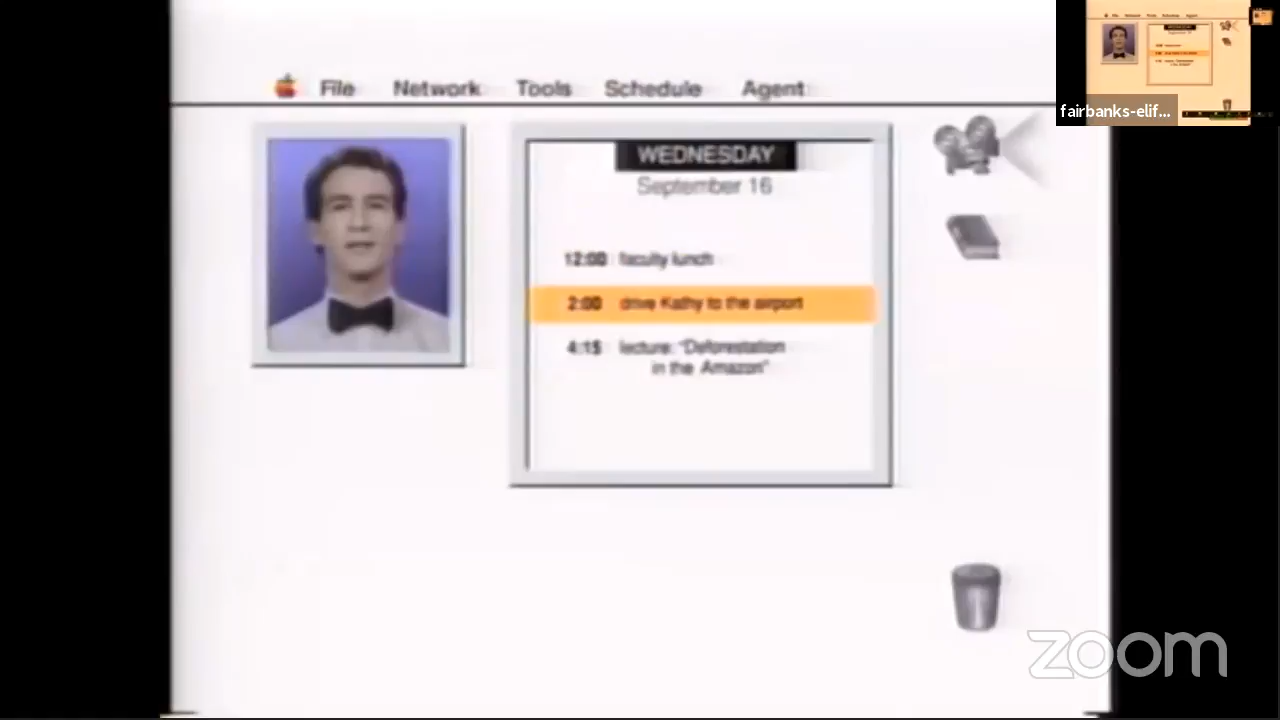 File Network Tools Schedule Agent
WEDNESDAY
September 16
12:00 faculty lunch
2:00 drive Kathy to the airport
4:15 lecture: "Deforestation
in the Amazon"
fairbanks-elif...
zoom